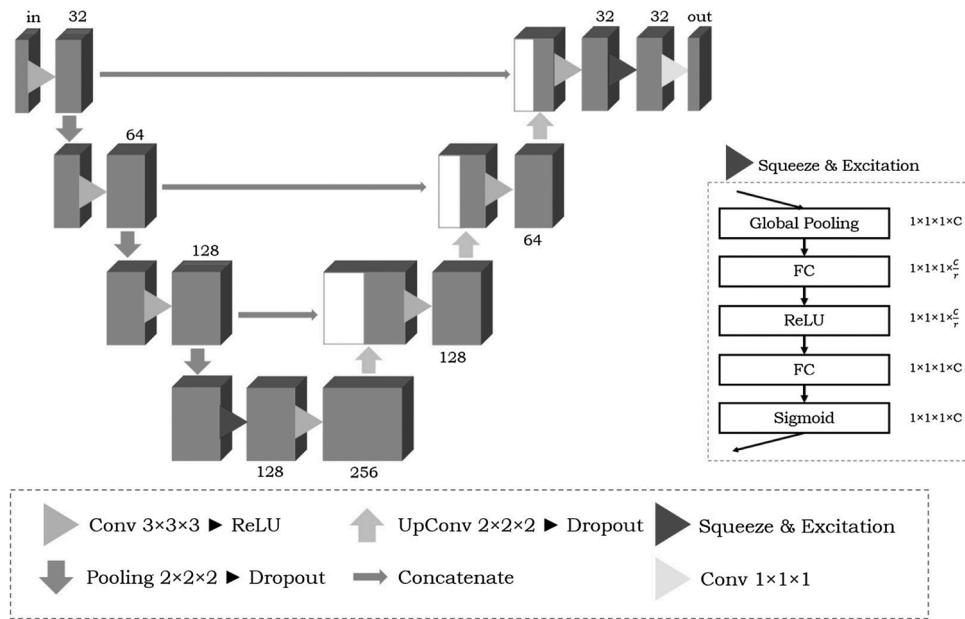 in 32
32 32 out
64
64
128
128
128 256
Squeeze & Excitation
Global Pooling 1×1×1×C
FC 1×1×1×c/r
ReLU 1×1×1×c/r
FC 1×1×1×C
Sigmoid 1×1×1×C
Conv 3×3×3 ► ReLU
UpConv 2×2×2 ► Dropout
Squeeze & Excitation
Pooling 2×2×2 ► Dropout
Concatenate
Conv 1×1×1